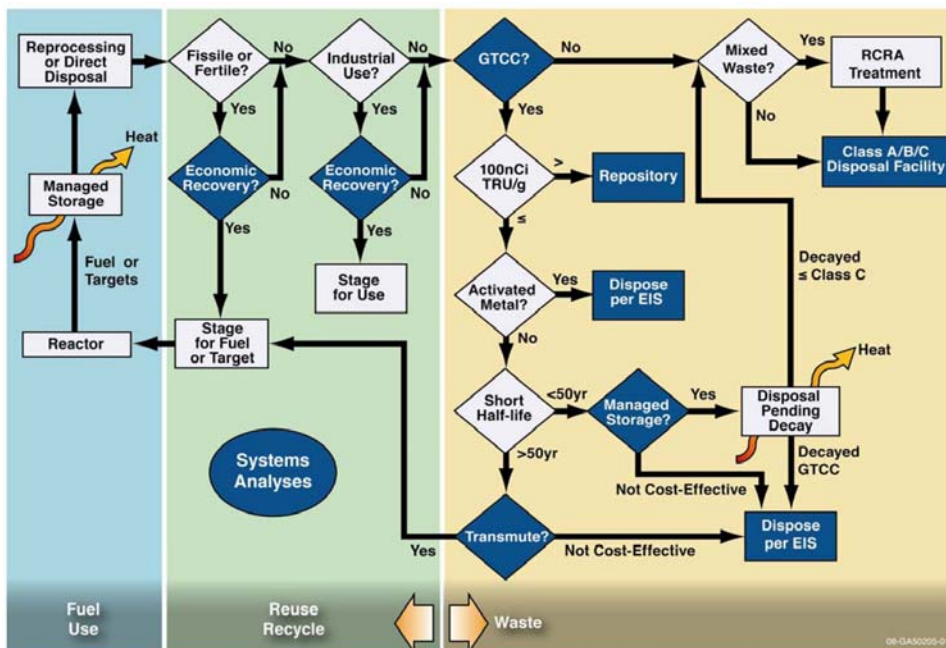 Reprocessing
or Direct
Disposal
Fissile or
Fertile?
No
Industrial
Use?
No
GTCC?
No
Mixed
Waste?
Yes
RCRA
Treatment
Yes
Yes
Yes
No
Heat
Economic
Recovery?
No
Economic
Recovery?
No
100nCi
TRU/g
>
Repository
Class A/B/C
Disposal Facility
Managed
Storage
Yes
Yes
≤
Fuel or
Targets
Stage
for Use
Activated
Metal?
Yes
Dispose
per EIS
Decayed
≤ Class C
Reactor
Stage
for Fuel
or Target
No
Heat
Short
Half-life
<50yr
Managed
Storage?
Yes
Disposal
Pending
Decay
Systems
Analyses
>50yr
Decayed
GTCC
Not Cost-Effective
Yes
Transmute?
Not Cost-Effective
Dispose
per EIS
Fuel
Use
Reuse
Recycle
Waste